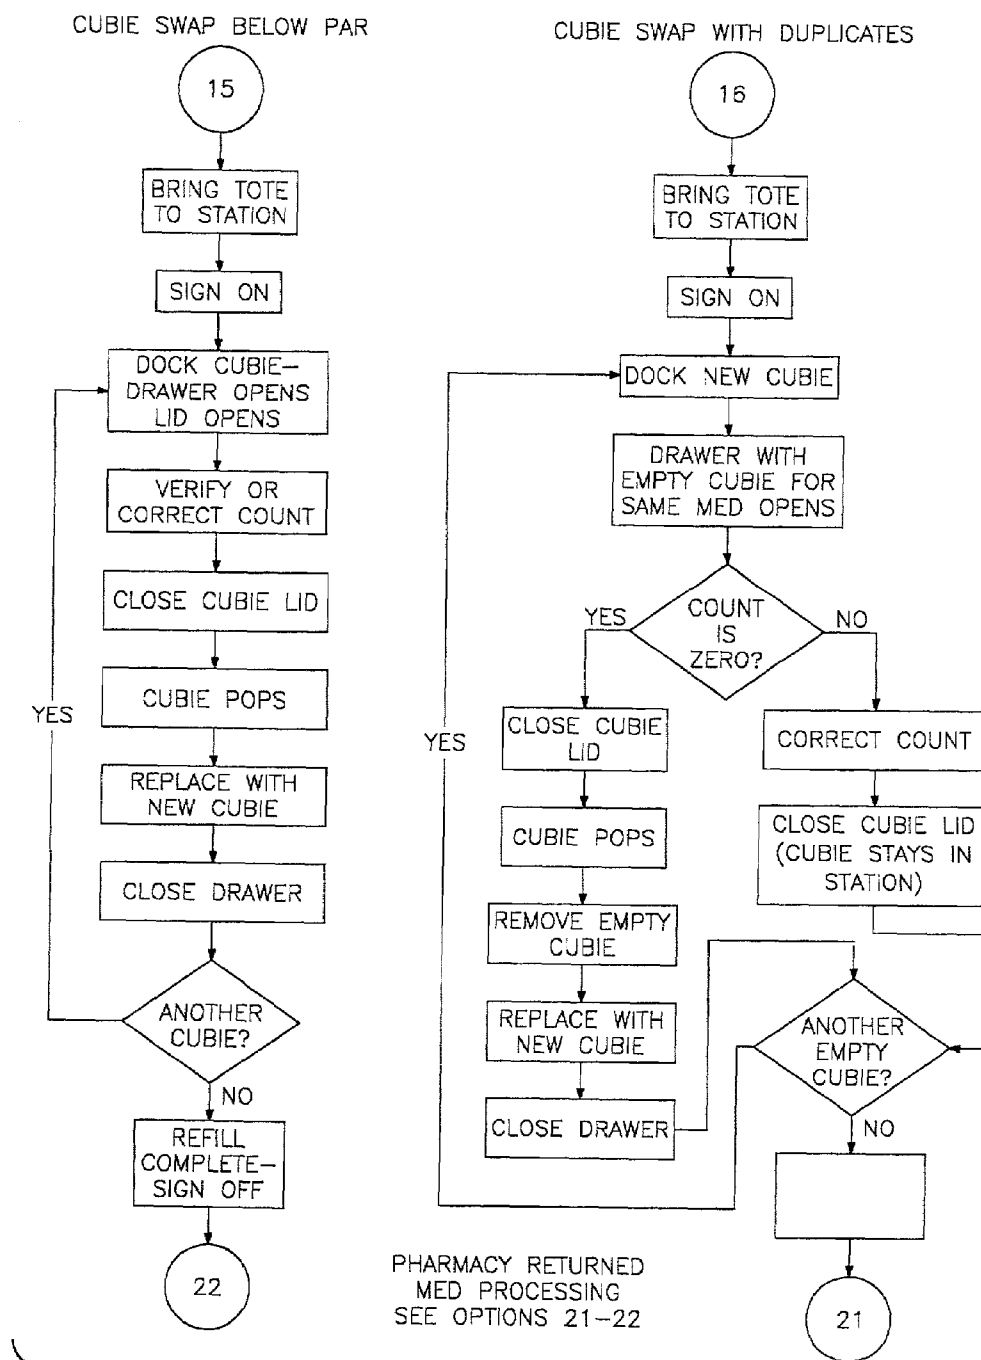 CUBIE SWAP BELOW PAR
15
BRING TOTE
TO STATION
SIGN ON
DOCK CUBIE—
DRAWER OPENS
LID OPENS
VERIFY OR
CORRECT COUNT
CLOSE CUBIE LID
CUBIE POPS
YES
REPLACE WITH
NEW CUBIE
CLOSE DRAWER
ANOTHER
CUBIE?
NO
REFILL
COMPLETE—
SIGN OFF
22
CUBIE SWAP WITH DUPLICATES
16
BRING TOTE
TO STATION
SIGN ON
DOCK NEW CUBIE
DRAWER WITH
EMPTY CUBIE FOR
SAME MED OPENS
COUNT
IS
ZERO?
YES
NO
CLOSE CUBIE
LID
YES
CUBIE POPS
REMOVE EMPTY
CUBIE
REPLACE WITH
NEW CUBIE
CLOSE DRAWER
CORRECT COUNT
CLOSE CUBIE LID
(CUBIE STAYS IN
STATION)
ANOTHER
EMPTY
CUBIE?
NO
21
PHARMACY RETURNED
MED PROCESSING
SEE OPTIONS 21-22